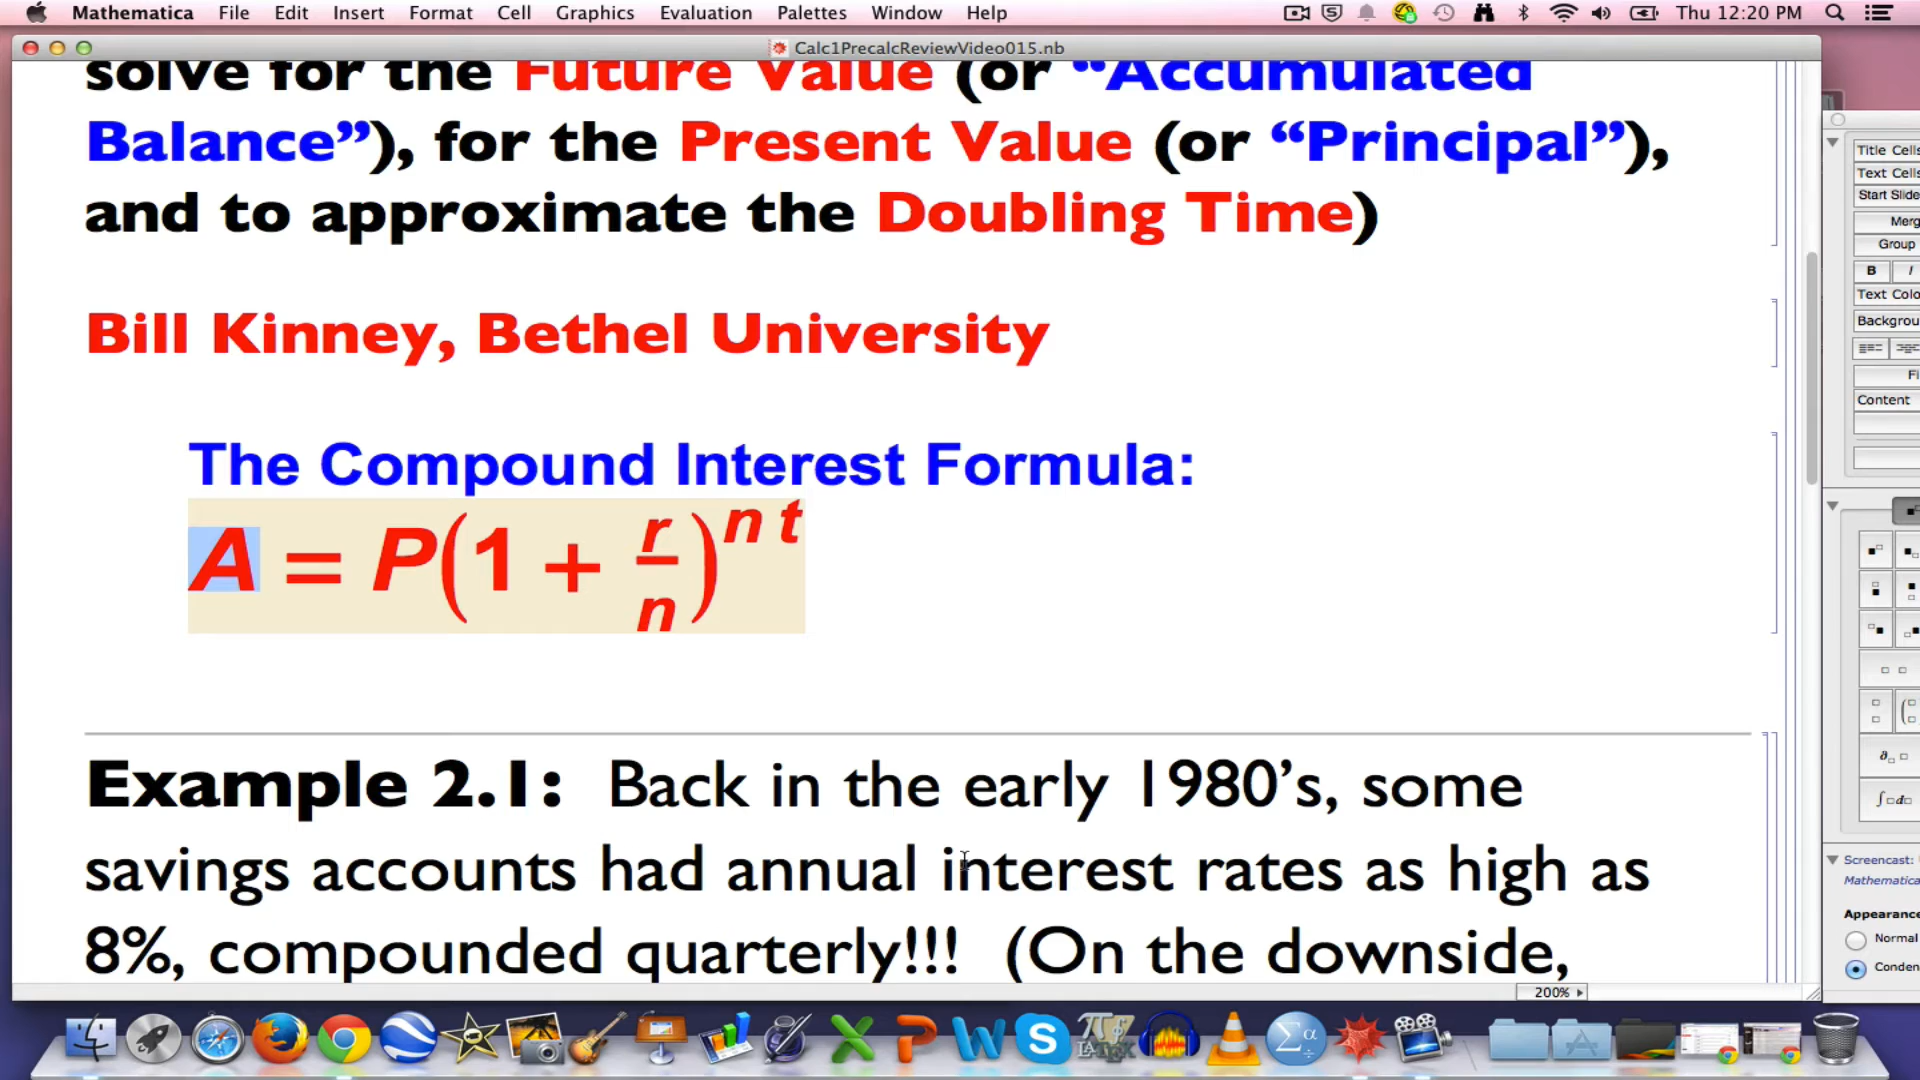 Mathematica File Edit Insert Format Cell Graphics Evaluation Palettes Window Help Thu 12:20 PM
Calc1PrecalcReviewVideo015.nb
solve for the Future Value (or “Accumulated
Balance”), for the Present Value (or “Principal”),
and to approximate the Doubling Time)
Bill Kinney, Bethel University
The Compound Interest Formula:
A = P(1 + r/n)^(n t)
Example 2.1: Back in the early 1980’s, some
savings accounts had annual interest rates as high as
8%, compounded quarterly!!! (On the downside,
200%
Title Cells
Text Cells
Start Slide
Merg
Group
B I
Text Colo
Backgrou
Fi
Content
∂
∫ d
Screencast:
Mathematica
Appearance
Normal
Conden